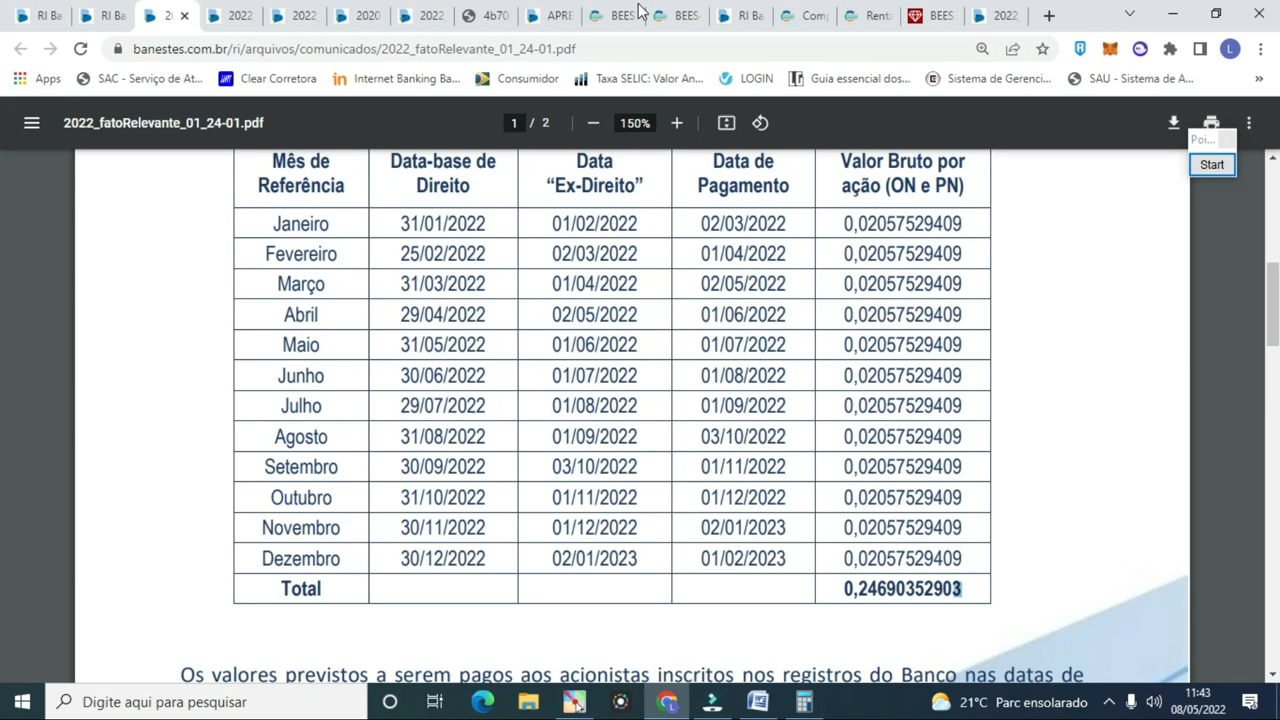 RI Ba RI Ba 20 2022 2022 2020 2022 4b70 APRE BEES BEES RI Ba Comp Renta BEES 2022
banestes.com.br/ri/arquivos/comunicados/2022_fatoRelevante_01_24-01.pdf L
Apps SAC - Serviço de At... Clear Corretora Internet Banking Ba... Consumidor Taxa SELIC: Valor An... LOGIN Guia essencial dos... Sistema de Gerenci... SAU - Sistema de A... »
2022_fatoRelevante_01_24-01.pdf 1 / 2 150%
Poi...
Start
Mês de Referência Data-base de Direito Data “Ex-Direito” Data de Pagamento Valor Bruto por ação (ON e PN)
Janeiro 31/01/2022 01/02/2022 02/03/2022 0,02057529409
Fevereiro 25/02/2022 02/03/2022 01/04/2022 0,02057529409
Março 31/03/2022 01/04/2022 02/05/2022 0,02057529409
Abril 29/04/2022 02/05/2022 01/06/2022 0,02057529409
Maio 31/05/2022 01/06/2022 01/07/2022 0,02057529409
Junho 30/06/2022 01/07/2022 01/08/2022 0,02057529409
Julho 29/07/2022 01/08/2022 01/09/2022 0,02057529409
Agosto 31/08/2022 01/09/2022 03/10/2022 0,02057529409
Setembro 30/09/2022 03/10/2022 01/11/2022 0,02057529409
Outubro 31/10/2022 01/11/2022 01/12/2022 0,02057529409
Novembro 30/11/2022 01/12/2022 02/01/2023 0,02057529409
Dezembro 30/12/2022 02/01/2023 01/02/2023 0,02057529409
Total 0,24690352903
Os valores previstos a serem pagos aos acionistas inscritos nos registros do Banco nas datas de
Digite aqui para pesquisar 21°C Parc ensolarado 11:43
08/05/2022